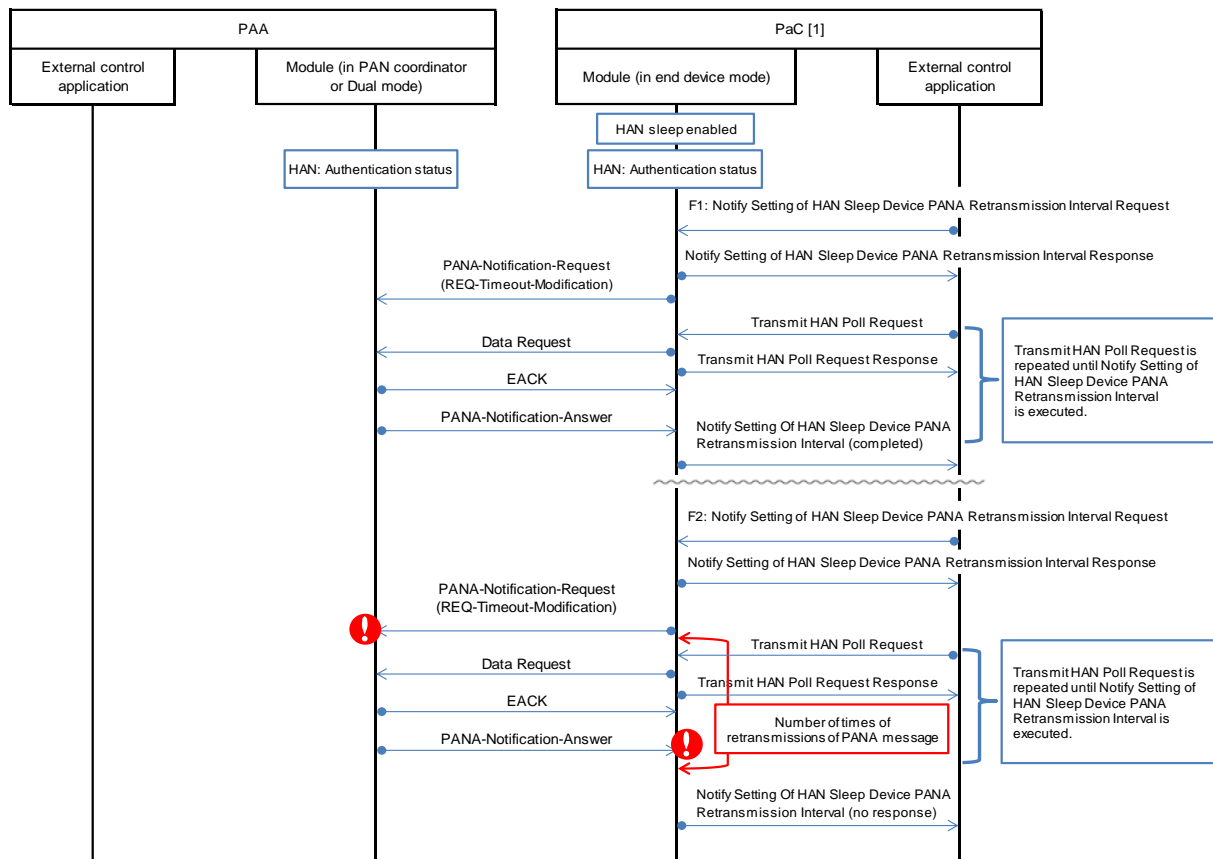 PAA
PaC [1]
External control
application
Module (in PAN coordinator
or Dual mode)
Module (in end device mode)
External control
application
HAN sleep enabled
HAN: Authentication status
HAN: Authentication status
F1: Notify Setting of HAN Sleep Device PANA Retransmission Interval Request
Notify Setting of HAN Sleep Device PANA Retransmission Interval Response
PANA-Notification-Request
(REQ-Timeout-Modification)
Transmit HAN Poll Request
Data Request
Transmit HAN Poll Request Response
EACK
PANA-Notification-Answer
Notify Setting Of HAN Sleep Device PANA
Retransmission Interval (completed)
Transmit HAN Poll Request is
repeated until Notify Setting of
HAN Sleep Device PANA
Retransmission Interval
is executed.
F2: Notify Setting of HAN Sleep Device PANA Retransmission Interval Request
Notify Setting of HAN Sleep Device PANA Retransmission Interval Response
PANA-Notification-Request
(REQ-Timeout-Modification)
Transmit HAN Poll Request
Data Request
Transmit HAN Poll Request Response
EACK
Number of times of
retransmissions of PANA message
PANA-Notification-Answer
Transmit HAN Poll Request is
repeated until Notify Setting of
HAN Sleep Device PANA
Retransmission Interval is
executed.
Notify Setting Of HAN Sleep Device PANA
Retransmission Interval (no response)